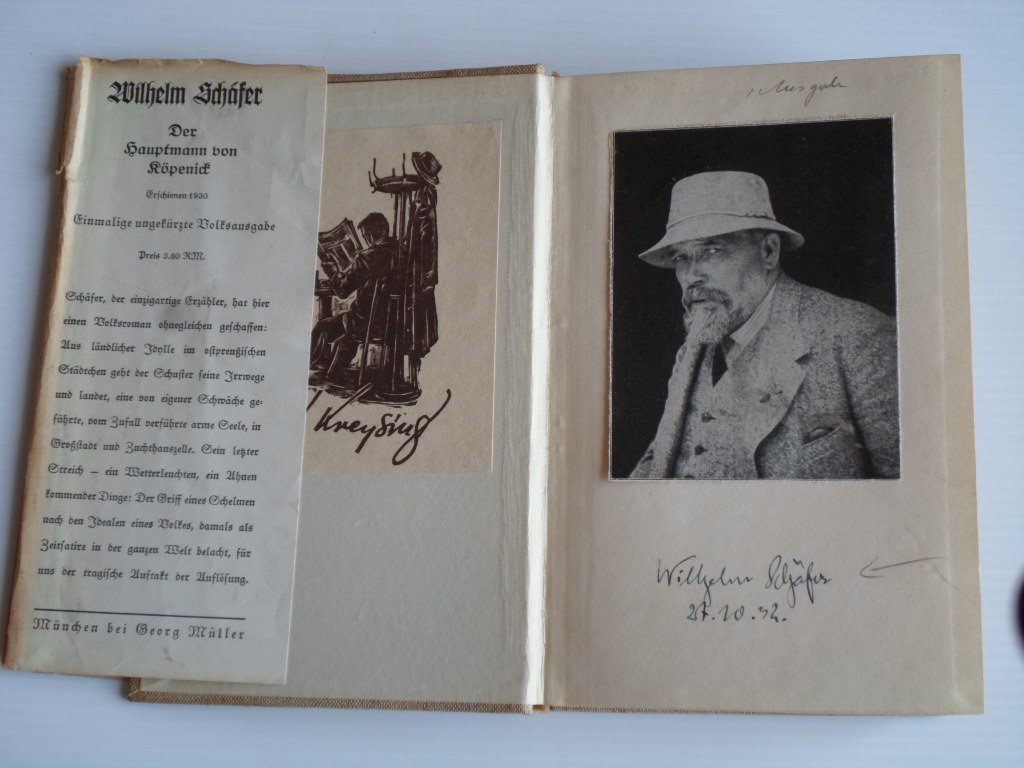 Wilhelm Schäfer
Der
Hauptmann von
Köpenick
Erschienen 1930
Einmalige ungekürzte Volksausgabe
Preis 3.80 RM.
Schäfer, der einzigartige Erzähler, hat hier
einen Volksroman ohnegleichen geschaffen:
Aus ländlicher Idylle im ostpreußischen
Städtchen geht der Schuster seine Irrwege
und landet, eine von eigener Schwäche ge-
führte, vom Zufall verführte arme Seele, in
Großstadt und Zuchthauszelle. Sein letzter
Streich – ein Wetterleuchten, ein Ahnen
kommender Dinge: Der Griff eines Schelmen
nach den Idealen eines Volkes, damals als
Zeitsatire in der ganzen Welt belacht, für
uns der tragische Auftakt der Auflösung.
München bei Georg Müller
Kreysing
Ausgabe
Wilhelm Schäfer
27.10.32.